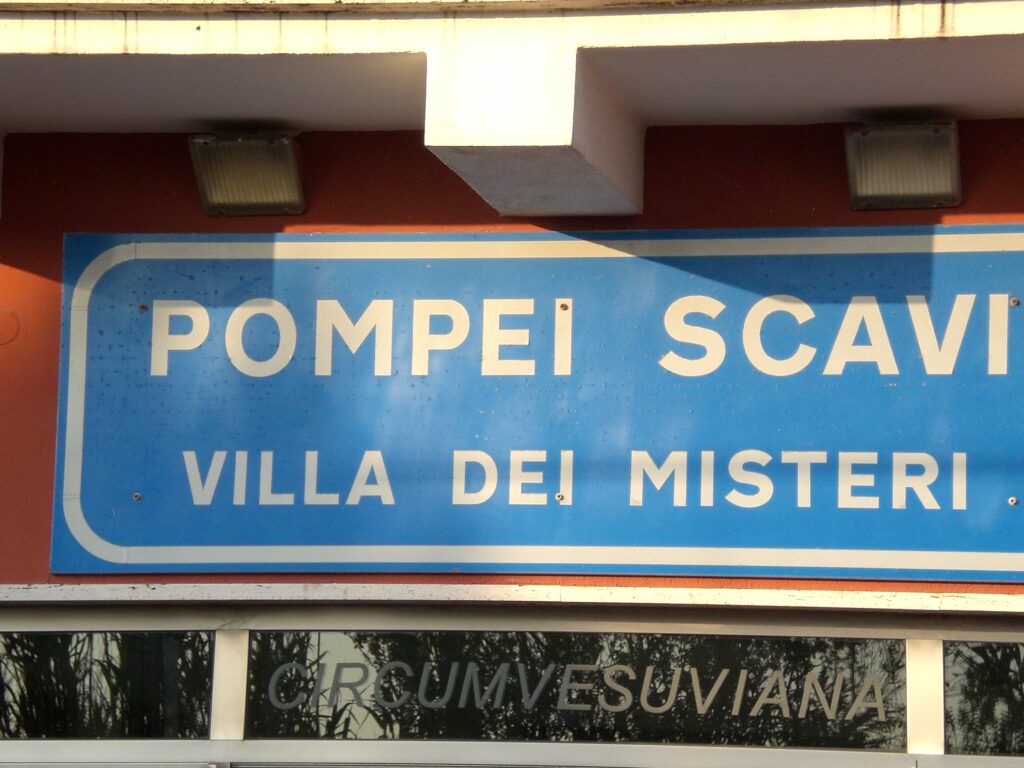 POMPEI SCAVI
VILLA DEI MISTERI
CIRCUMVESUVIANA